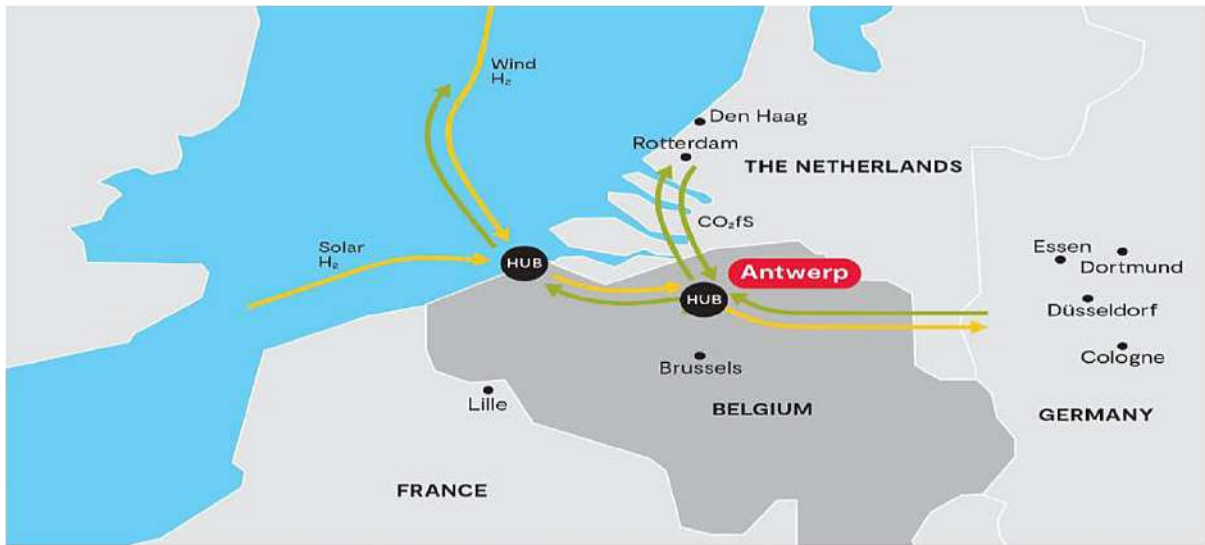 Wind
H₂
Den Haag
Rotterdam
THE NETHERLANDS
CO₂fS
Solar
H₂
Essen
Dortmund
HUB
Antwerp
HUB
Düsseldorf
Brussels
Cologne
Lille
BELGIUM
GERMANY
FRANCE